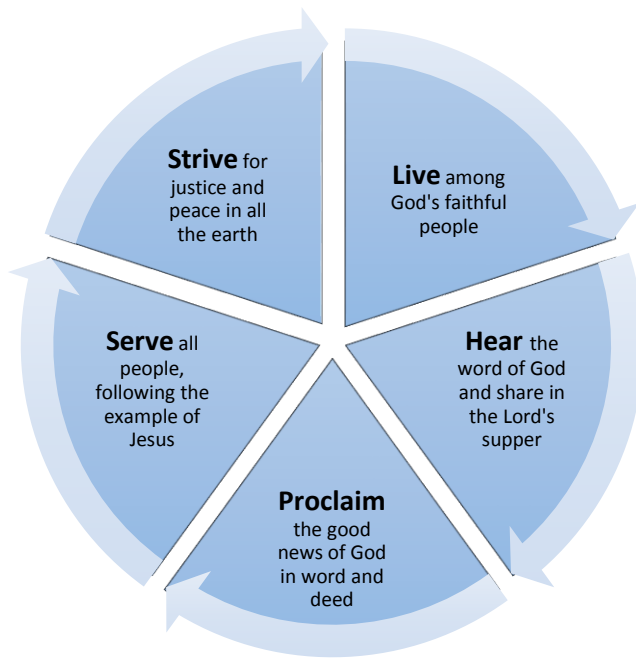 Live among
God's faithful
people
Hear the
word of God
and share in
the Lord's
supper
Proclaim
the good
news of God
in word and
deed
Serve all
people,
following the
example of
Jesus
Strive for
justice and
peace in all
the earth